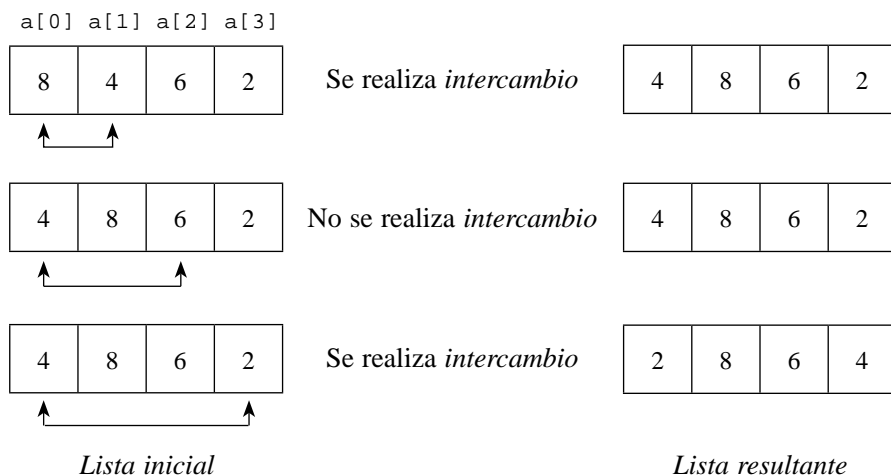 a[0] a[1] a[2] a[3]
8 4 6 2 Se realiza intercambio 4 8 6 2
4 8 6 2 No se realiza intercambio 4 8 6 2
4 8 6 2 Se realiza intercambio 2 8 6 4
Lista inicial Lista resultante